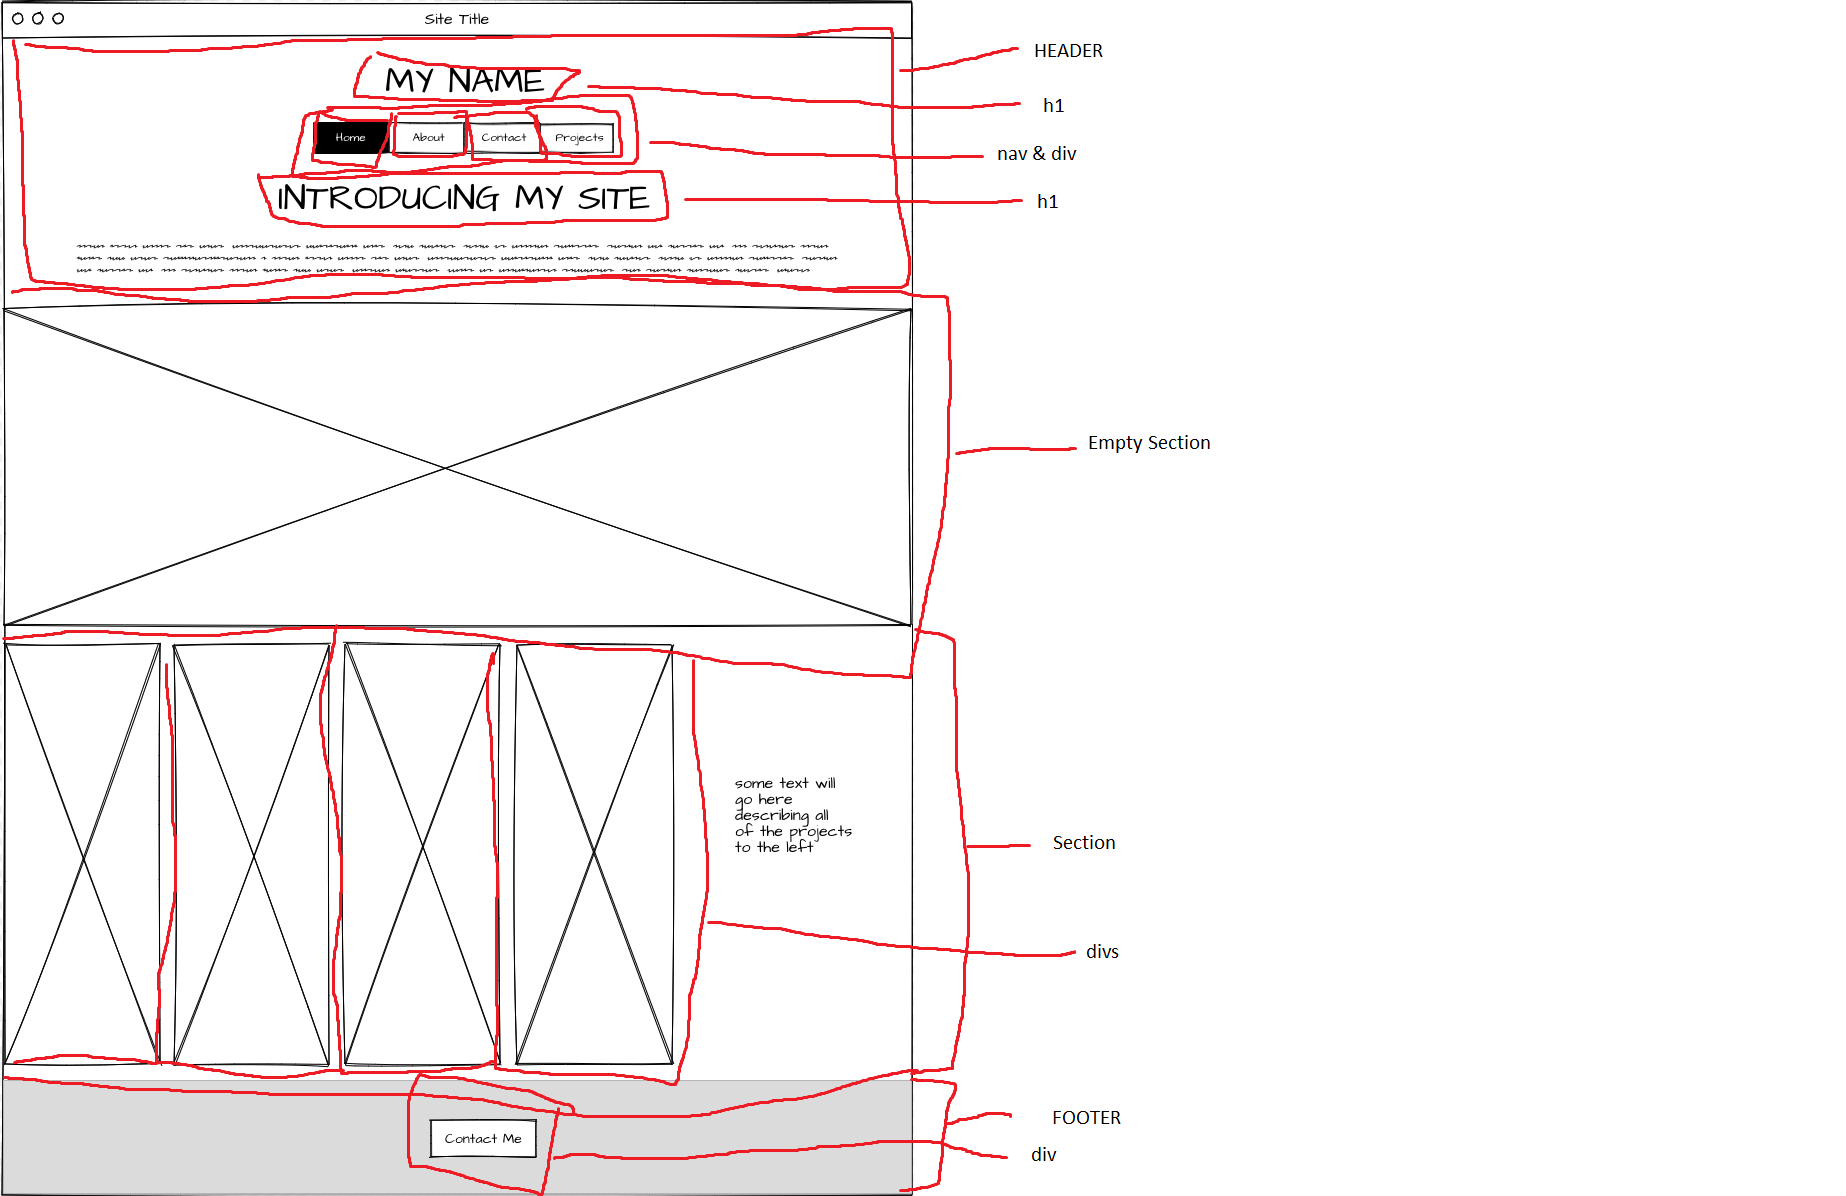 Site Title
HEADER
MY NAME
h1
Home About Contact Projects
nav & div
INTRODUCING MY SITE
h1
Empty Section
some text will
go here
describing all
of the projects
to the left
Section
divs
FOOTER
Contact Me
div